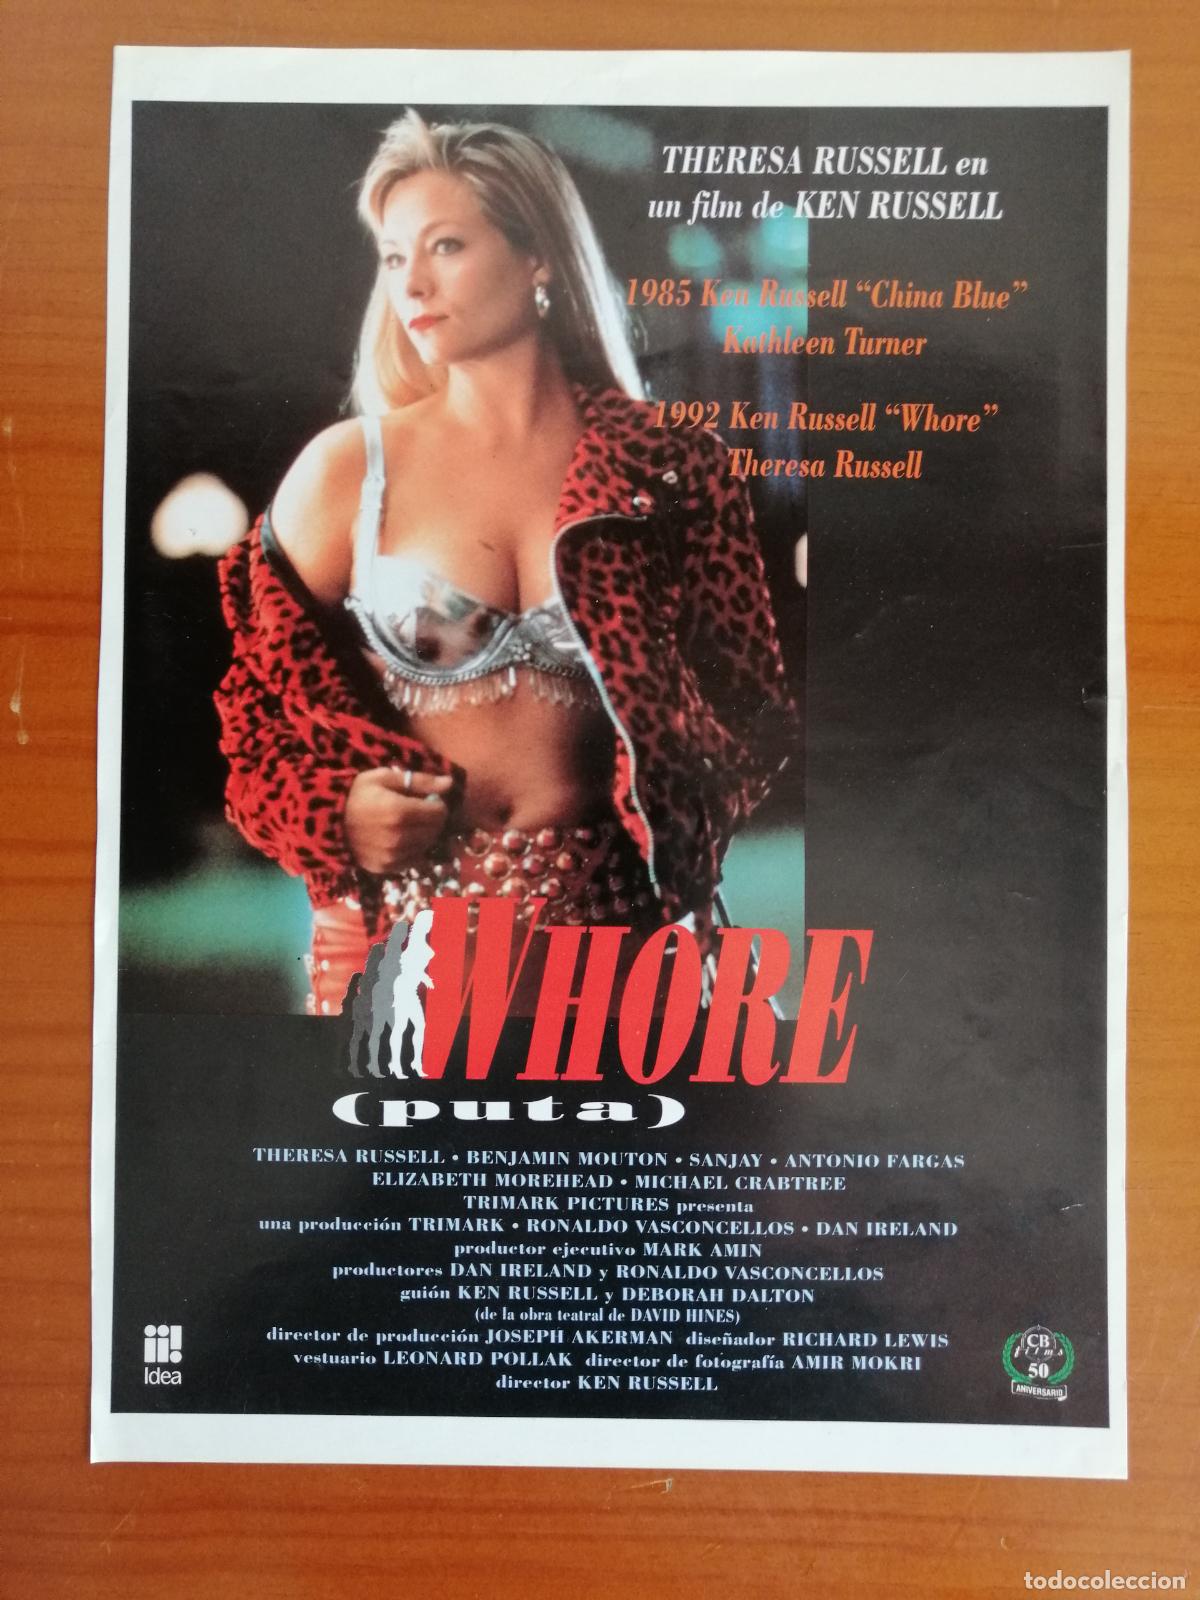 THERESA RUSSELL en
un film de KEN RUSSELL
1985 Ken Russell “China Blue”
Kathleen Turner
1992 Ken Russell “Whore”
Theresa Russell
WHORE
(puta)
THERESA RUSSELL • BENJAMIN MOUTON • SANJAY • ANTONIO FARGAS
ELIZABETH MOREHEAD • MICHAEL CRABTREE
TRIMARK PICTURES presenta
una producción TRIMARK • RONALDO VASCONCELLOS • DAN IRELAND
productor ejecutivo MARK AMIN
productores DAN IRELAND y RONALDO VASCONCELLOS
guión KEN RUSSELL y DEBORAH DALTON
(de la obra teatral de DAVID HINES)
director de producción JOSEPH AKERMAN diseñador RICHARD LEWIS
vestuario LEONARD POLLAK director de fotografía AMIR MOKRI
director KEN RUSSELL
ii!
Idea
CB
films
50
ANIVERSARIO
todocoleccion